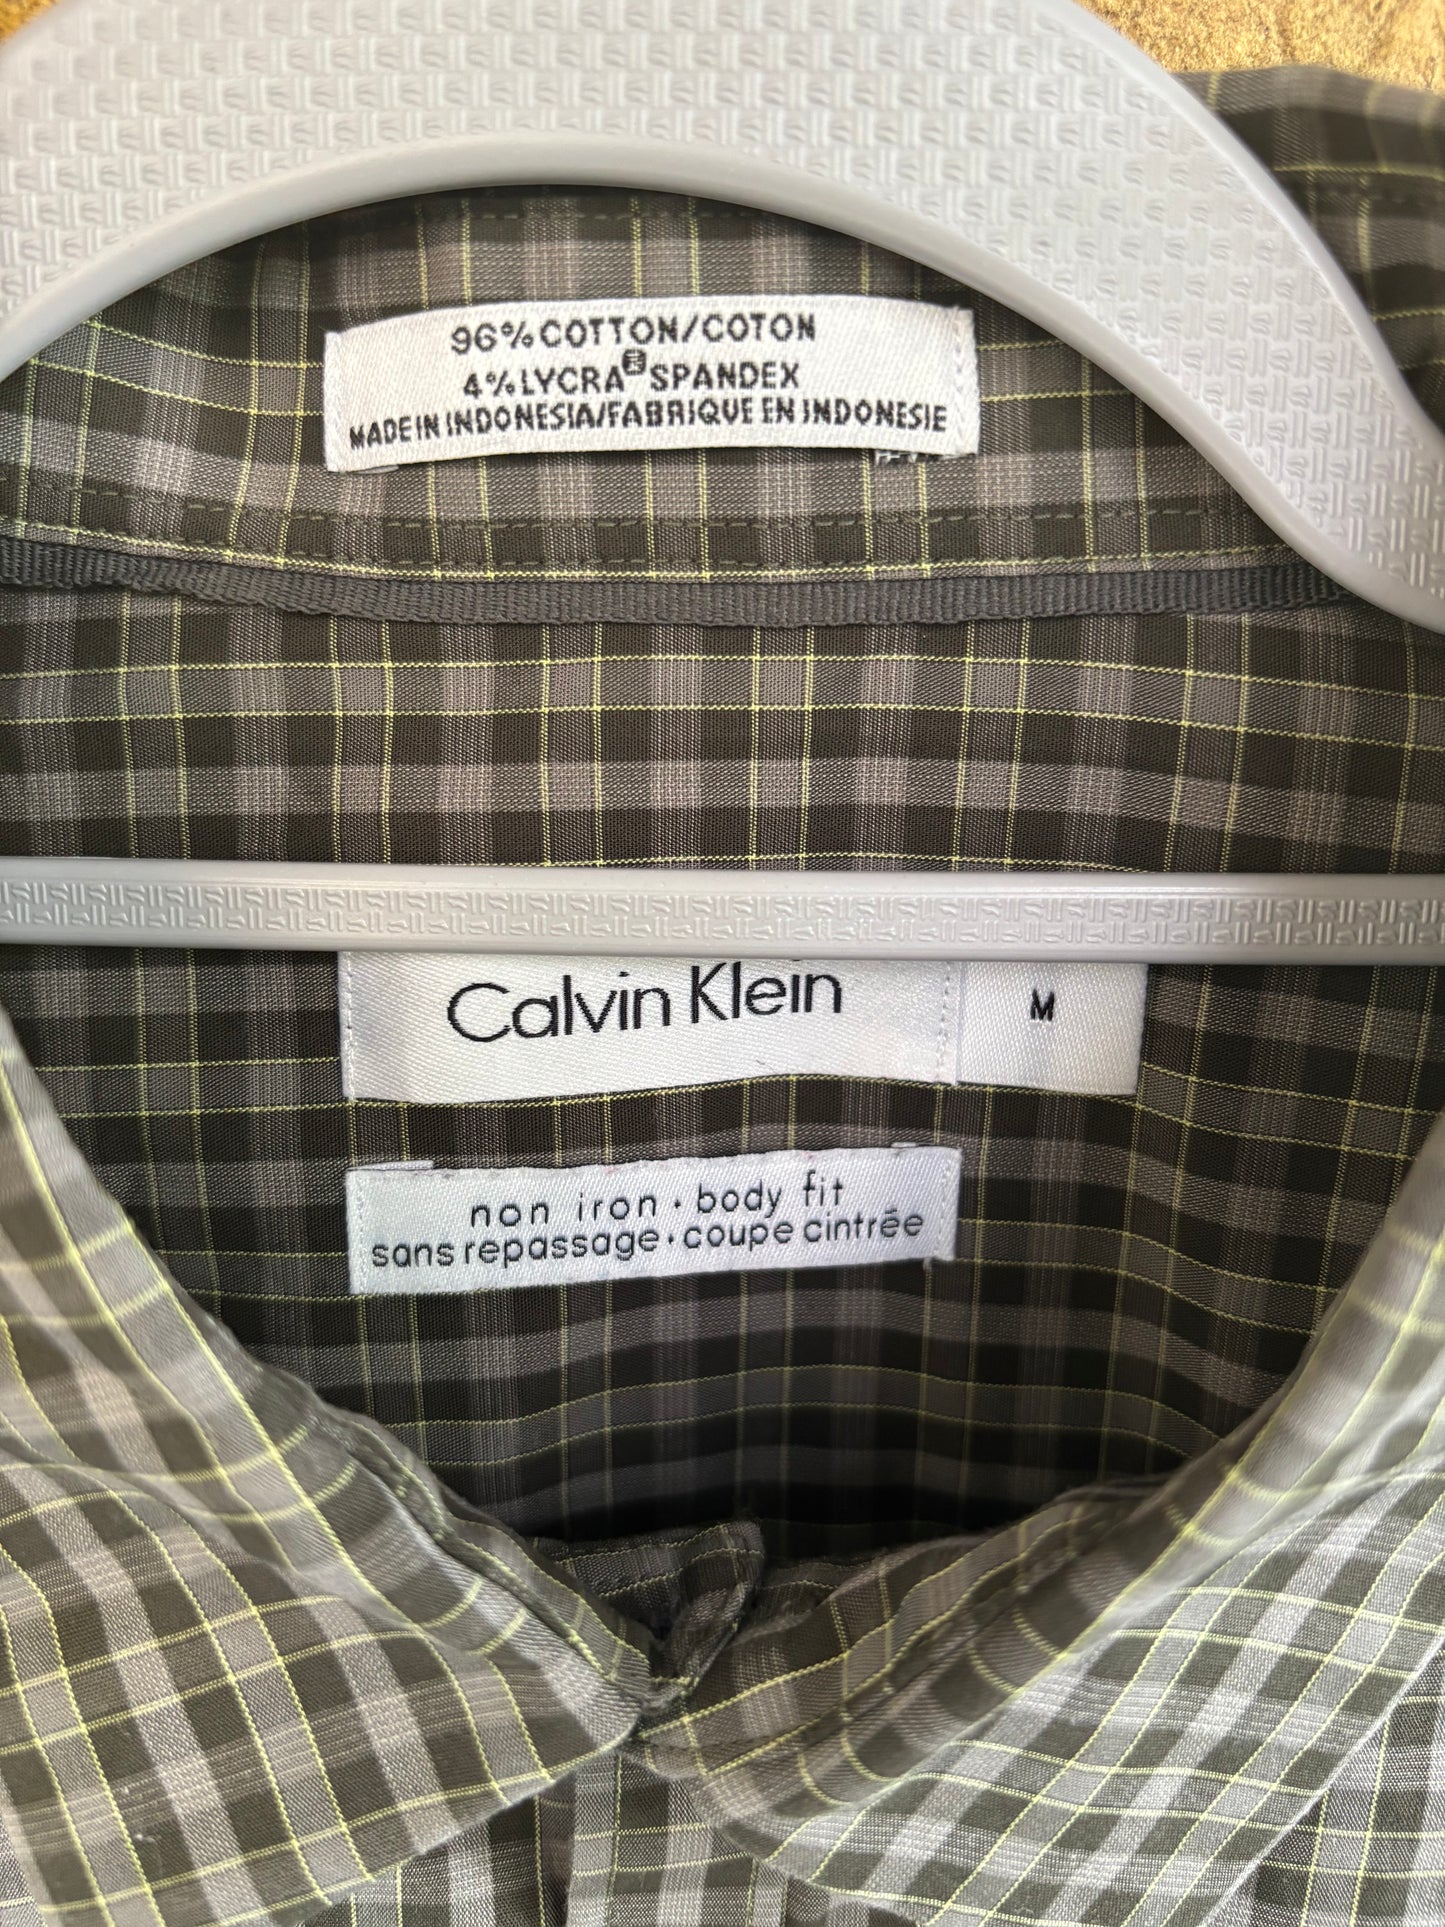 96% COTTON/COTON
4% LYCRA® SPANDEX
MADE IN INDONESIA/FABRIQUE EN INDONESIE
Calvin Klein
M
non iron · body fit
sans repassage · coupe cintrée